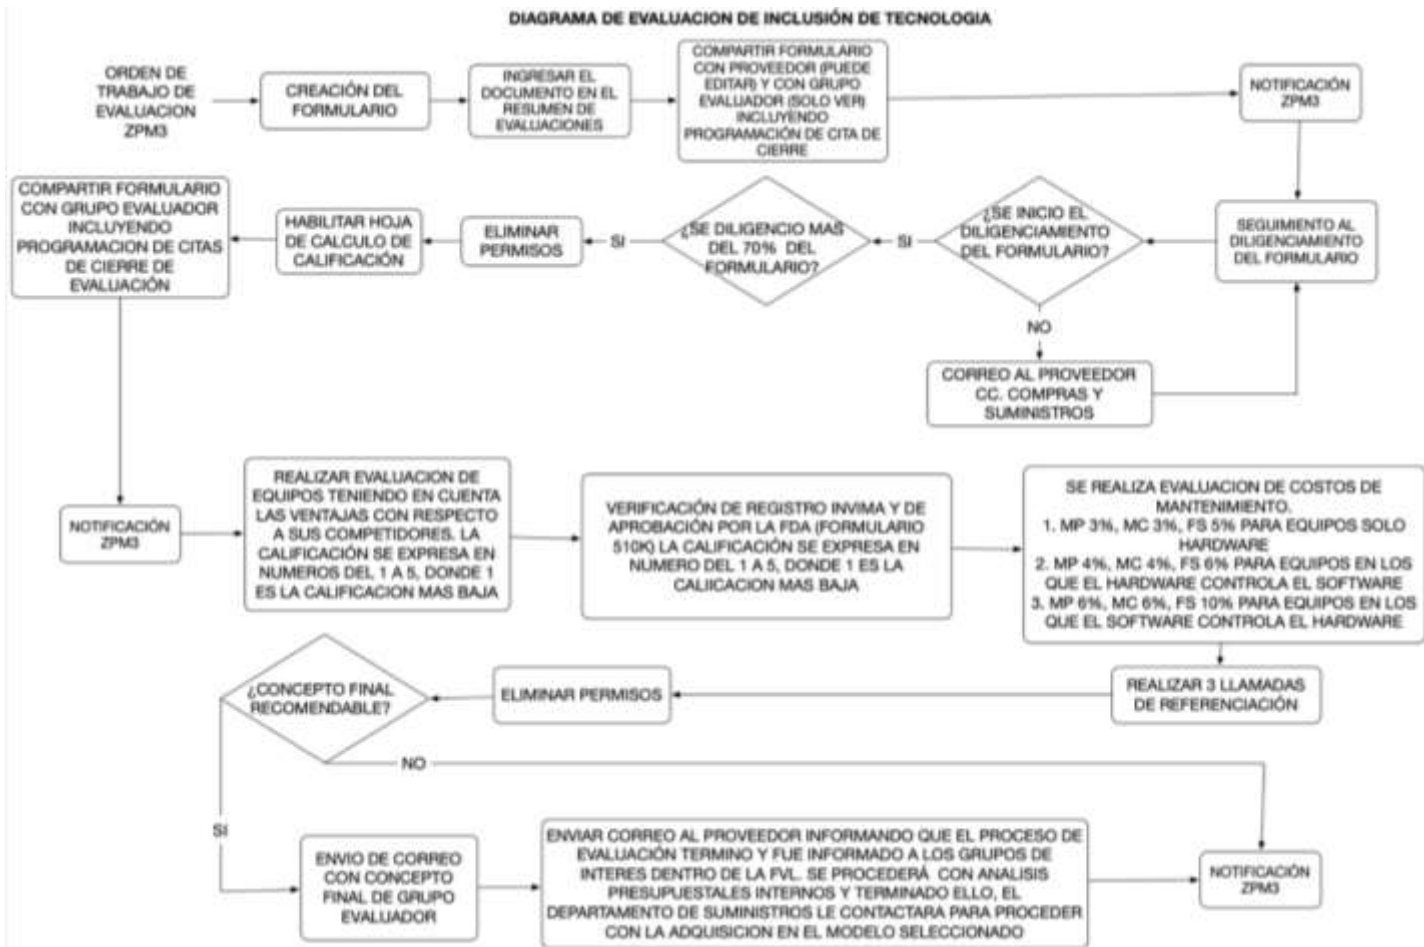 DIAGRAMA DE EVALUACION DE INCLUSIÓN DE TECNOLOGIA
ORDEN DE
TRABAJO DE
EVALUACION
ZPM3
CREACIÓN DEL
FORMULARIO
INGRESAR EL
DOCUMENTO EN EL
RESUMEN DE
EVALUACIONES
COMPARTIR FORMULARIO
CON PROVEEDOR (PUEDE
EDITAR) Y CON GRUPO
EVALUADOR (SOLO VER)
INCLUYENDO
PROGRAMACIÓN DE CITA DE
CIERRE
NOTIFICACIÓN
ZPM3
SEGUIMIENTO AL
DILIGENCIAMIENTO
DEL FORMULARIO
¿SE INICIO EL
DILIGENCIAMIENTO
DEL FORMULARIO?
NO
CORREO AL PROVEEDOR
CC. COMPRAS Y
SUMINISTROS
SI
¿SE DILIGENCIO MAS
DEL 70% DEL
FORMULARIO?
SI
ELIMINAR
PERMISOS
HABILITAR HOJA
DE CALCULO DE
CALIFICACIÓN
COMPARTIR FORMULARIO
CON GRUPO EVALUADOR
INCLUYENDO
PROGRAMACION DE CITAS
DE CIERRE DE
EVALUACIÓN
NOTIFICACIÓN
ZPM3
REALIZAR EVALUACION DE
EQUIPOS TENIENDO EN CUENTA
LAS VENTAJAS CON RESPECTO
A SUS COMPETIDORES. LA
CALIFICACIÓN SE EXPRESA EN
NUMEROS DEL 1 A 5, DONDE 1
ES LA CALIFICACION MAS BAJA
VERIFICACIÓN DE REGISTRO INVIMA Y DE
APROBACIÓN POR LA FDA (FORMULARIO
510K) LA CALIFICACIÓN SE EXPRESA EN
NUMERO DEL 1 A 5, DONDE 1 ES LA
CALIICACION MAS BAJA
SE REALIZA EVALUACION DE COSTOS DE
MANTENIMIENTO.
1. MP 3%, MC 3%, FS 5% PARA EQUIPOS SOLO
HARDWARE
2. MP 4%, MC 4%, FS 6% PARA EQUIPOS EN LOS
QUE EL HARDWARE CONTROLA EL SOFTWARE
3. MP 6%, MC 6%, FS 10% PARA EQUIPOS EN LOS
QUE EL SOFTWARE CONTROLA EL HARDWARE
REALIZAR 3 LLAMADAS
DE REFERENCIACIÓN
ELIMINAR PERMISOS
¿CONCEPTO FINAL
RECOMENDABLE?
NO
SI
ENVIO DE CORREO
CON CONCEPTO
FINAL DE GRUPO
EVALUADOR
ENVIAR CORREO AL PROVEEDOR INFORMANDO QUE EL PROCESO DE
EVALUACIÓN TERMINO Y FUE INFORMADO A LOS GRUPOS DE
INTERES DENTRO DE LA FVL. SE PROCEDERÁ CON ANALISIS
PRESUPUESTALES INTERNOS Y TERMINADO ELLO, EL
DEPARTAMENTO DE SUMINISTROS LE CONTACTARA PARA PROCEDER
CON LA ADQUISICION EN EL MODELO SELECCIONADO
NOTIFICACIÓN
ZPM3